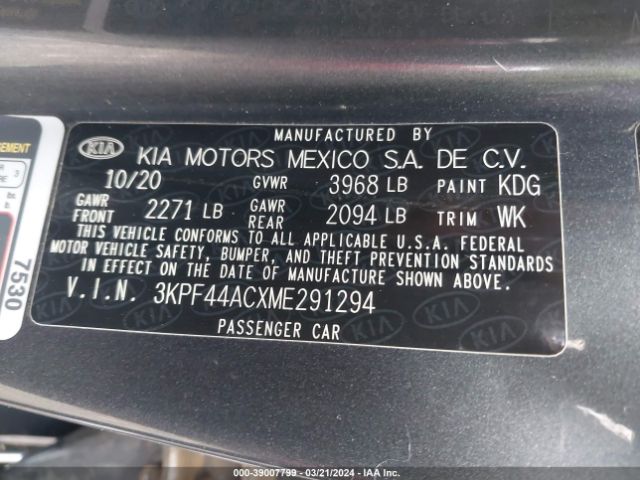 MANUFACTURED BY
KIA KIA MOTORS MEXICO S.A. DE C.V.
10/20 GVWR 3968 LB PAINT KDG
GAWR FRONT 2271 LB GAWR REAR 2094 LB TRIM WK
THIS VEHICLE CONFORMS TO ALL APPLICABLE U.S.A. FEDERAL
MOTOR VEHICLE SAFETY, BUMPER, AND THEFT PREVENTION STANDARDS
IN EFFECT ON THE DATE OF MANUFACTURE SHOWN ABOVE.
V.I.N. 3KPF44ACXME291294
PASSENGER CAR
7530
000-39007799 — 03/21/2024 — IAA Inc.